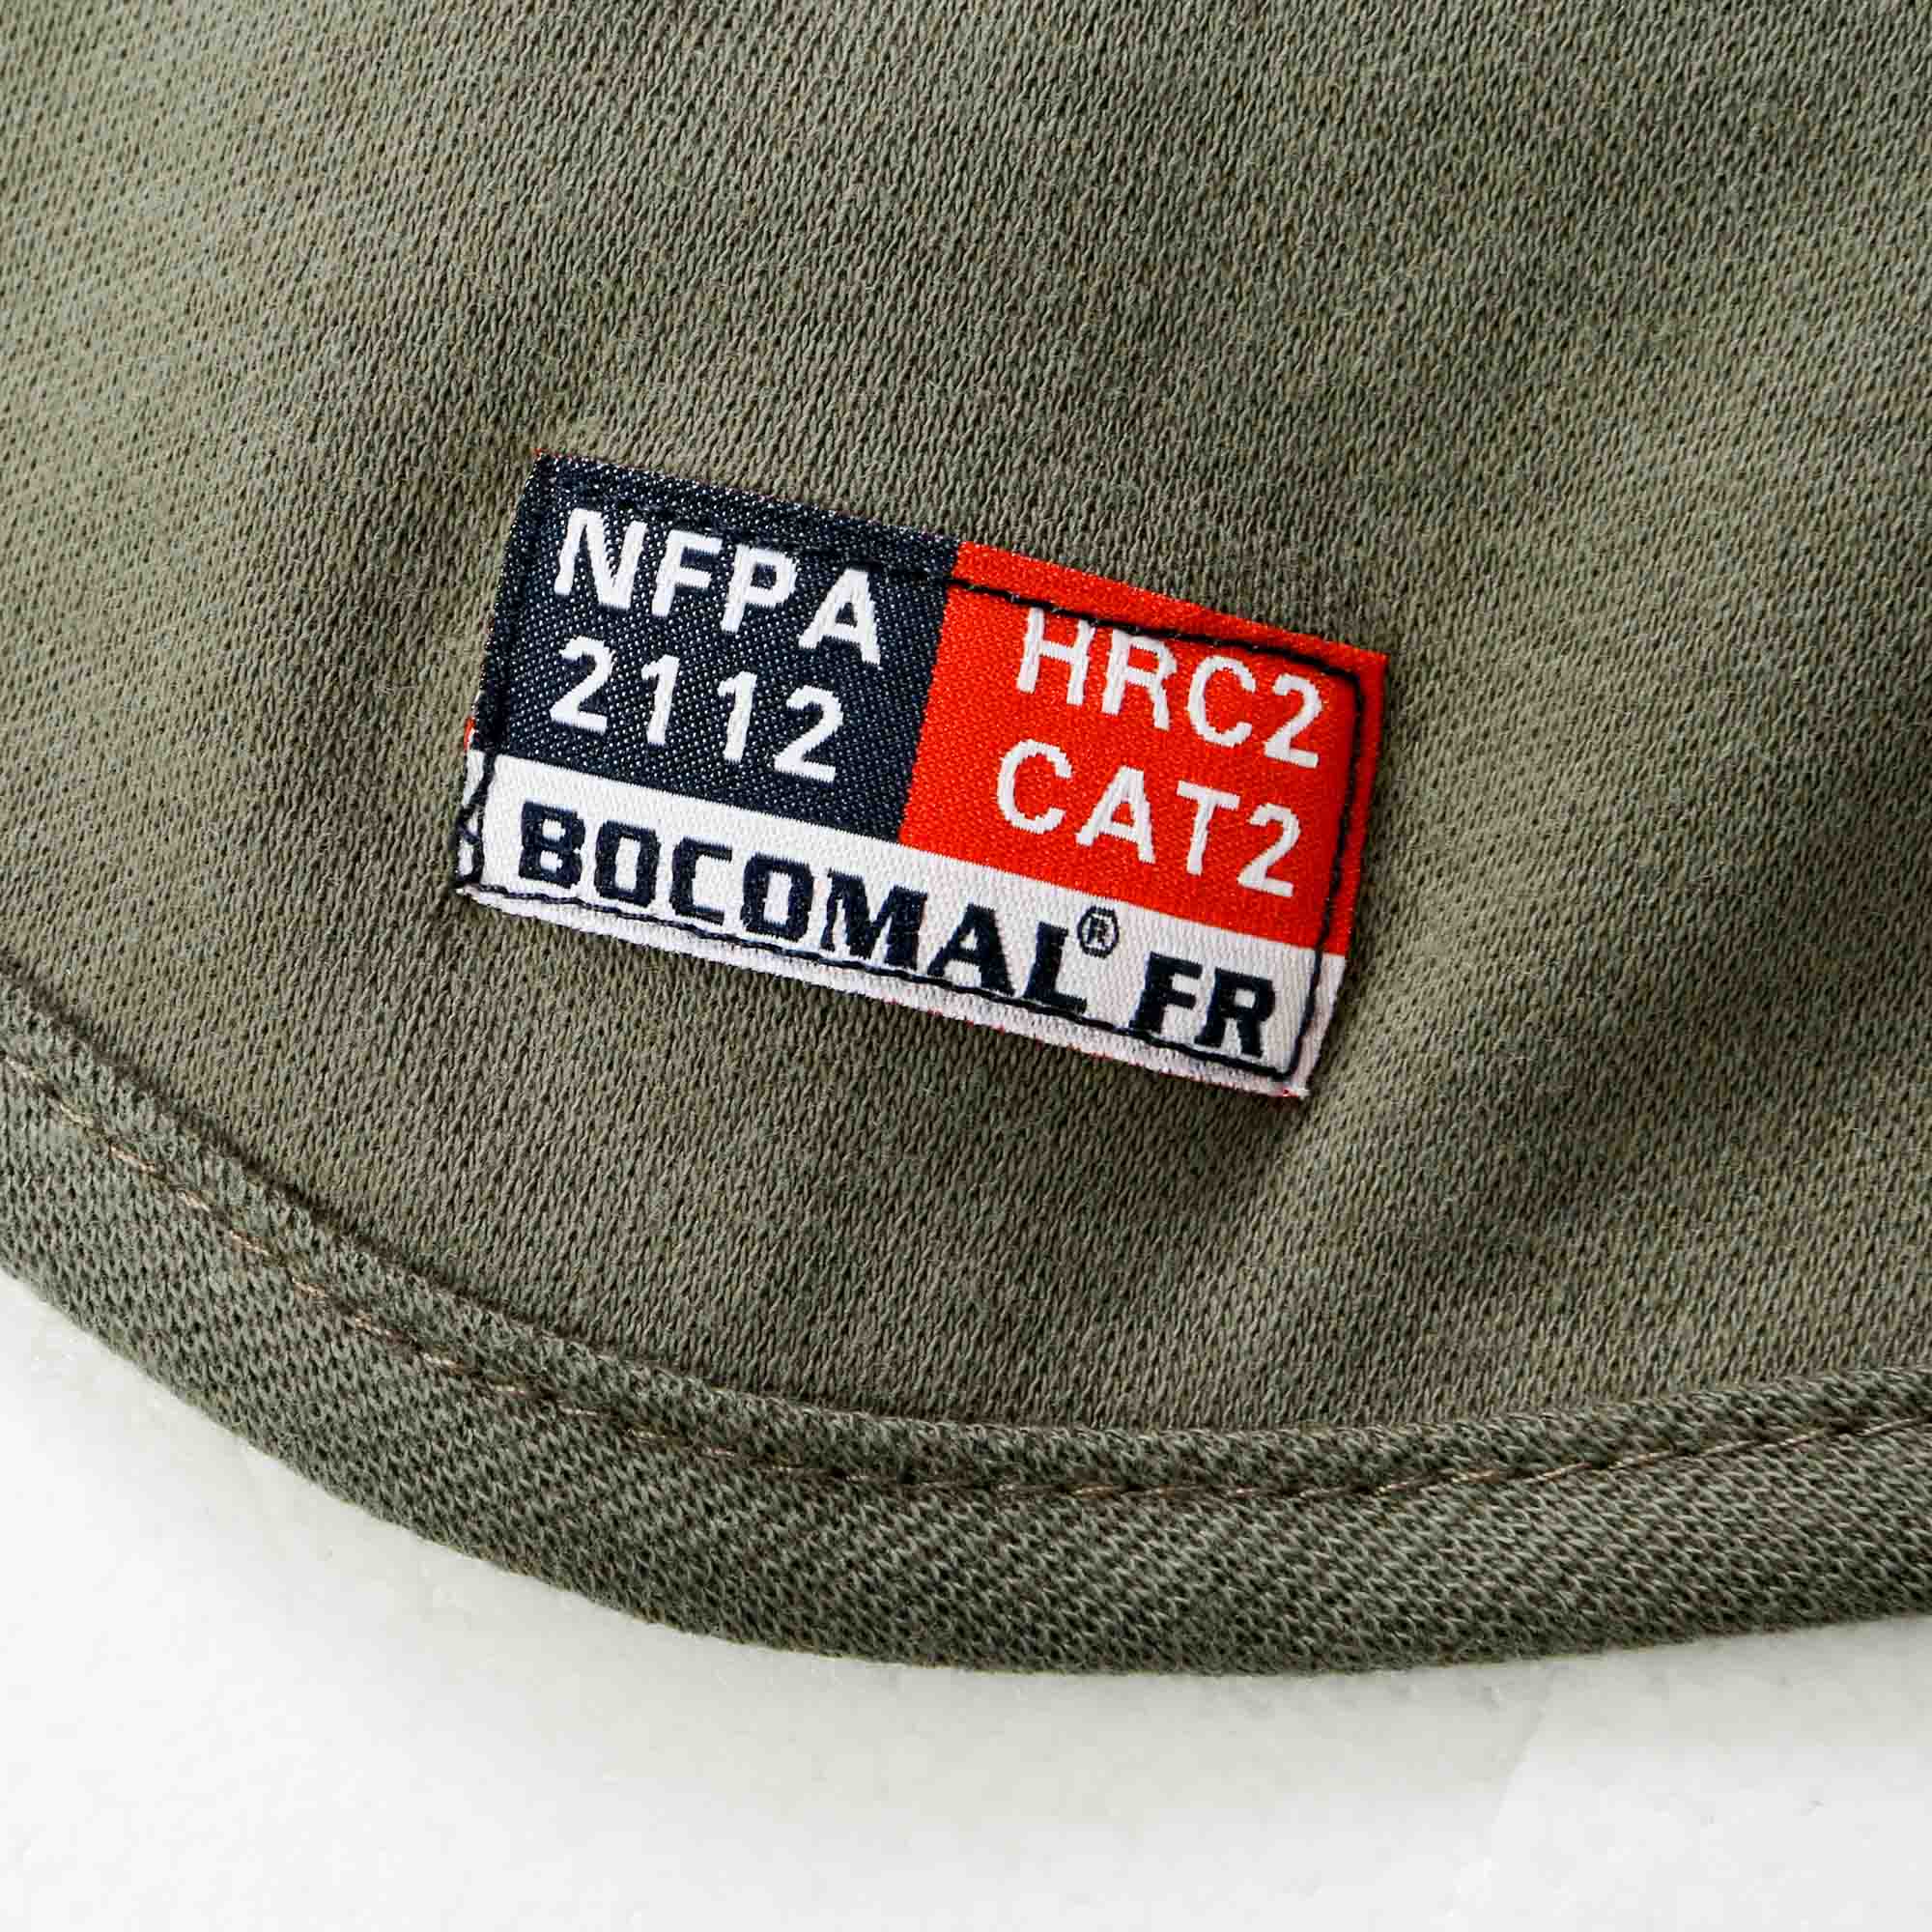 NFPA
2112
HRC2
CAT2
BOCOMAL® FR